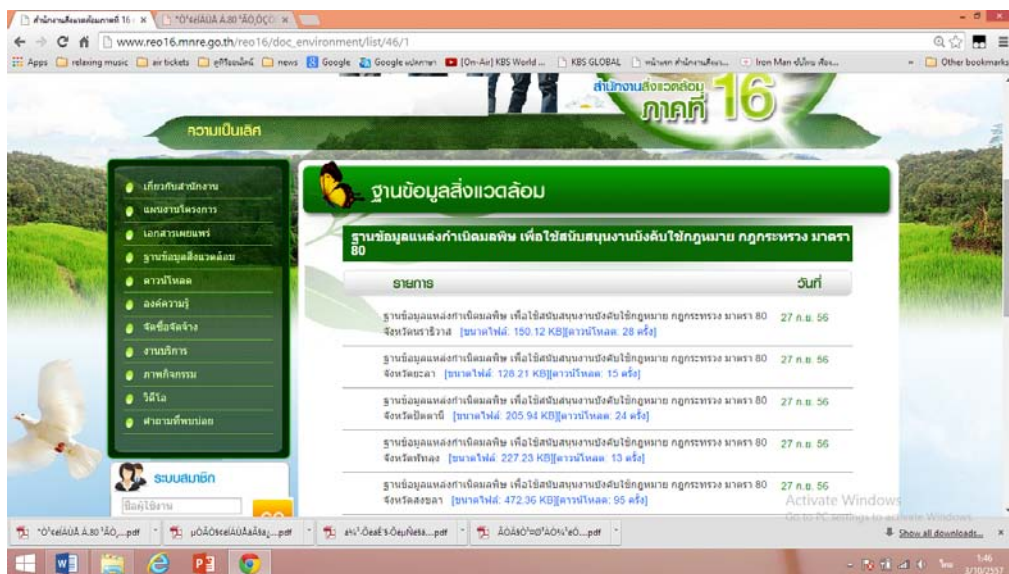 สำนักงานสิ่งแวดล้อมภาคที่ 16
www.reo16.mnre.go.th/reo16/doc_environment/list/46/1
Apps relaxing music air tickets news Google Google แปลภาษา [On-Air] KBS World ... KBS GLOBAL Other bookmarks
สำนักงานสิ่งแวดล้อม
ภาคที่ 16
ความเป็นเลิศ
เกี่ยวกับสำนักงาน
แผนงานโครงการ
เอกสารเผยแพร่
ฐานข้อมูลสิ่งแวดล้อม
ดาวน์โหลด
องค์ความรู้
จัดซื้อจัดจ้าง
งานบริการ
ภาพกิจกรรม
วิดีโอ
คำถามที่พบบ่อย
ระบบสมาชิก
ชื่อผู้ใช้งาน
ฐานข้อมูลสิ่งแวดล้อม
ฐานข้อมูลแหล่งกำเนิดมลพิษ เพื่อใช้สนับสนุนงานบังคับใช้กฎหมาย กฎกระทรวง มาตรา
80
รายการ วันที่
ฐานข้อมูลแหล่งกำเนิดมลพิษ เพื่อใช้สนับสนุนงานบังคับใช้กฎหมาย กฎกระทรวง มาตรา 80 27 ก.ย. 56
จังหวัดนราธิวาส [ขนาดไฟล์: 150.12 KB][ดาวน์โหลด: 28 ครั้ง]
ฐานข้อมูลแหล่งกำเนิดมลพิษ เพื่อใช้สนับสนุนงานบังคับใช้กฎหมาย กฎกระทรวง มาตรา 80 27 ก.ย. 56
จังหวัดยะลา [ขนาดไฟล์: 128.21 KB][ดาวน์โหลด: 15 ครั้ง]
ฐานข้อมูลแหล่งกำเนิดมลพิษ เพื่อใช้สนับสนุนงานบังคับใช้กฎหมาย กฎกระทรวง มาตรา 80 27 ก.ย. 56
จังหวัดปัตตานี [ขนาดไฟล์: 205.94 KB][ดาวน์โหลด: 24 ครั้ง]
ฐานข้อมูลแหล่งกำเนิดมลพิษ เพื่อใช้สนับสนุนงานบังคับใช้กฎหมาย กฎกระทรวง มาตรา 80 27 ก.ย. 56
จังหวัดพัทลุง [ขนาดไฟล์: 227.23 KB][ดาวน์โหลด: 13 ครั้ง]
ฐานข้อมูลแหล่งกำเนิดมลพิษ เพื่อใช้สนับสนุนงานบังคับใช้กฎหมาย กฎกระทรวง มาตรา 80 27 ก.ย. 56
จังหวัดสงขลา [ขนาดไฟล์: 472.36 KB][ดาวน์โหลด: 95 ครั้ง]
Activate Windows
Go to PC settings to activate Windows.
Show all downloads...
ไทย 1:46
3/10/2557